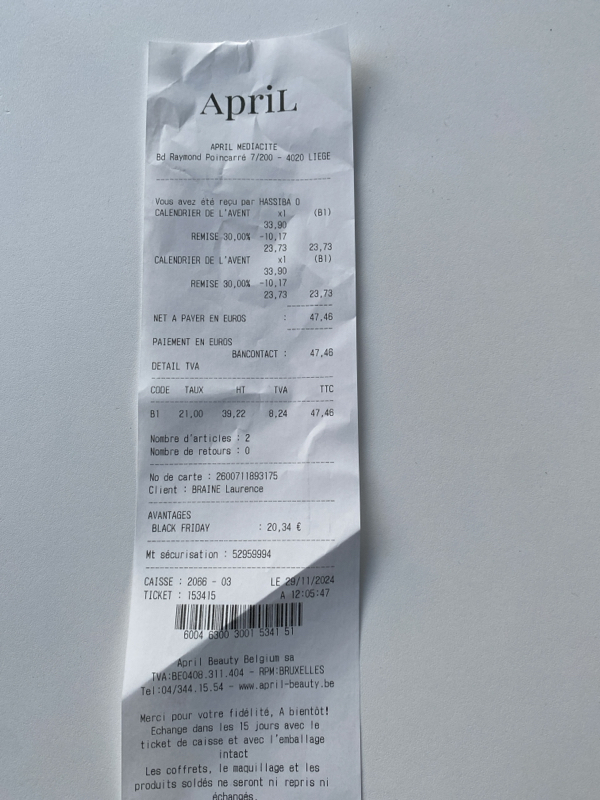 ApriL
APRIL MEDIACITE
Bd Raymond Poincarré 7/200 - 4020 LIEGE
Vous avez été reçu par HASSIBA O
CALENDRIER DE L'AVENT x1 (B1)
33,90
REMISE 30,00% -10,17
23,73 23,73
CALENDRIER DE L'AVENT x1 (B1)
33,90
REMISE 30,00% -10,17
23,73 23,73
NET A PAYER EN EUROS : 47,46
PAIEMENT EN EUROS
BANCONTACT : 47,46
DETAIL TVA
CODE TAUX HT TVA TTC
B1 21,00 39,22 8,24 47,46
Nombre d'articles : 2
Nombre de retours : 0
No de carte : 2600711893175
Client : BRAINE Laurence
AVANTAGES
BLACK FRIDAY : 20,34 €
Mt sécurisation : 52959994
CAISSE : 2066 - 03 LE 29/11/2024
TICKET : 153415 A 12:05:47
6004 6300 3001 5341 51
April Beauty Belgium sa
TVA:BE0408.311.404 - RPM:BRUXELLES
Tel:04/344.15.54 - www.april-beauty.be
Merci pour votre fidélité, A bientôt!
Echange dans les 15 jours avec le
ticket de caisse et avec l'emballage
intact
Les coffrets, le maquillage et les
produits soldés ne seront ni repris ni
échangés.